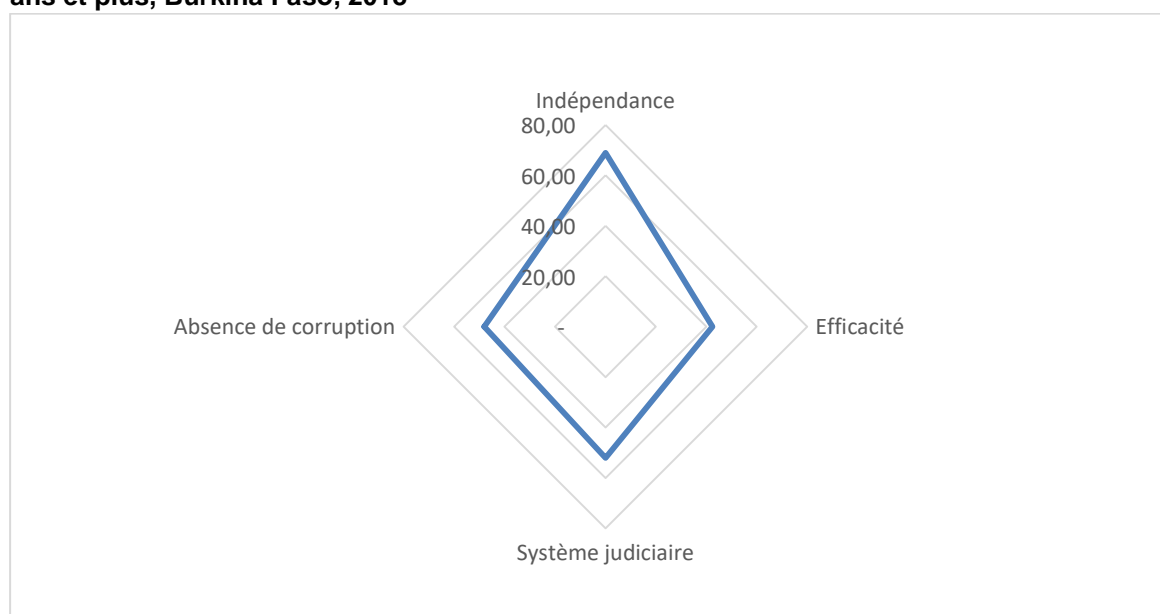 ans et plus, Burkina Faso,
Indépendance
80,00
60,00
40,00
20,00
Absence de corruption
-
Efficacité
Système judiciaire